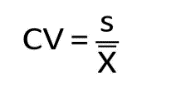 CV = s / X̿